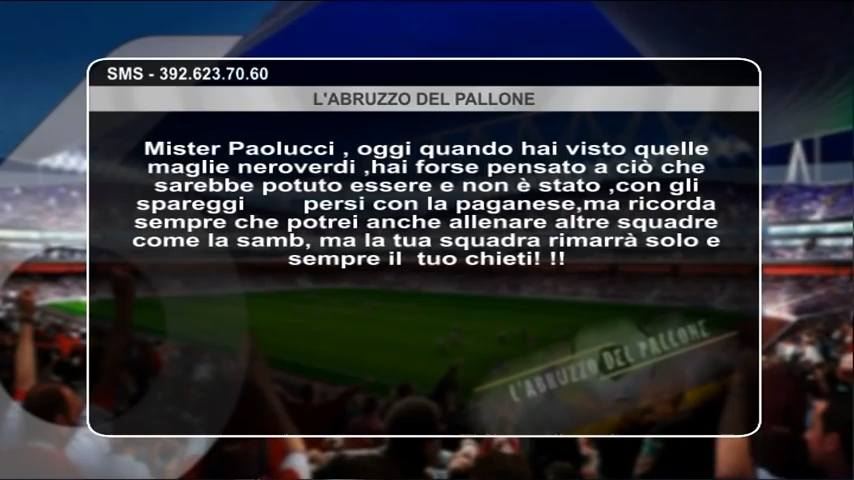 SMS - 392.623.70.60
L'ABRUZZO DEL PALLONE
Mister Paolucci , oggi quando hai visto quelle
maglie neroverdi ,hai forse pensato a ciò che
sarebbe potuto essere e non è stato ,con gli
spareggi persi con la paganese,ma ricorda
sempre che potrei anche allenare altre squadre
come la samb, ma la tua squadra rimarrà solo e
sempre il tuo chieti! !!
L'ABRUZZO DEL PALLONE